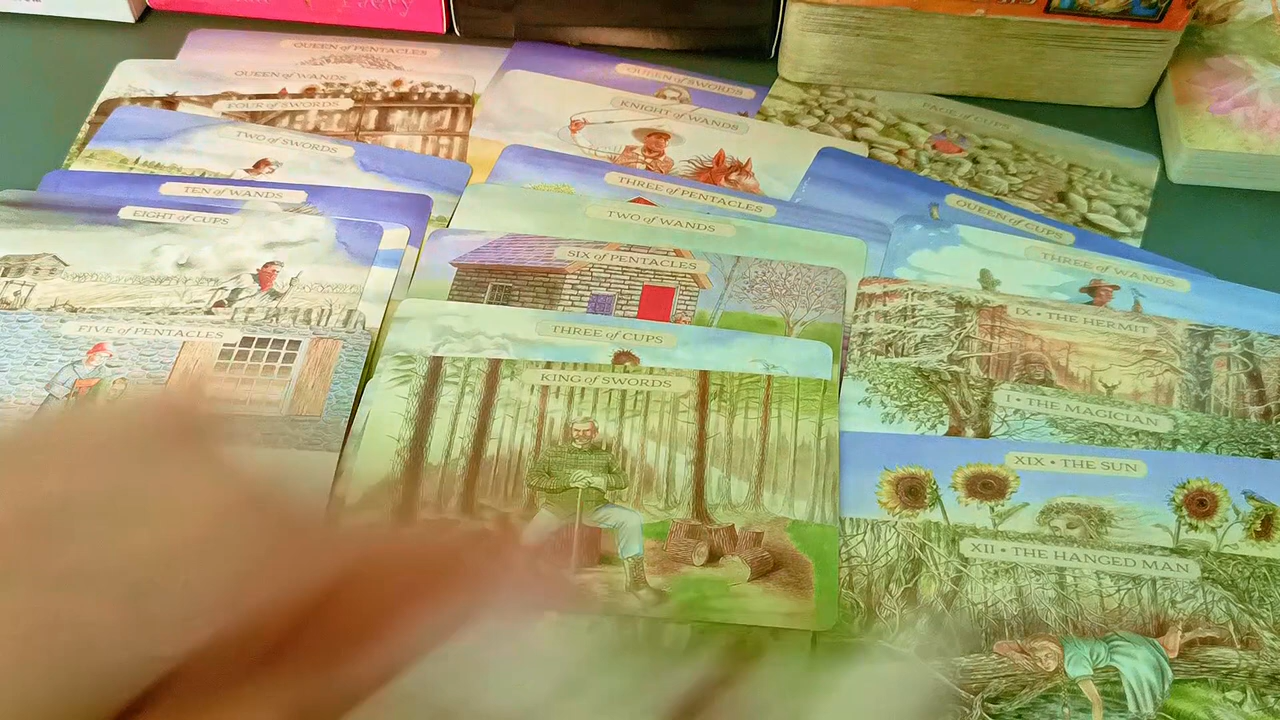 QUEEN of PENTACLES
QUEEN of WANDS
FOUR of SWORDS
TWO of SWORDS
TEN of WANDS
EIGHT of CUPS
FIVE of PENTACLES
QUEEN of SWORDS
KNIGHT of WANDS
THREE of PENTACLES
TWO of WANDS
SIX of PENTACLES
THREE of CUPS
KING of SWORDS
PAGE of CUPS
QUEEN of CUPS
THREE of WANDS
IX • THE HERMIT
I • THE MAGICIAN
XIX • THE SUN
XII • THE HANGED MAN